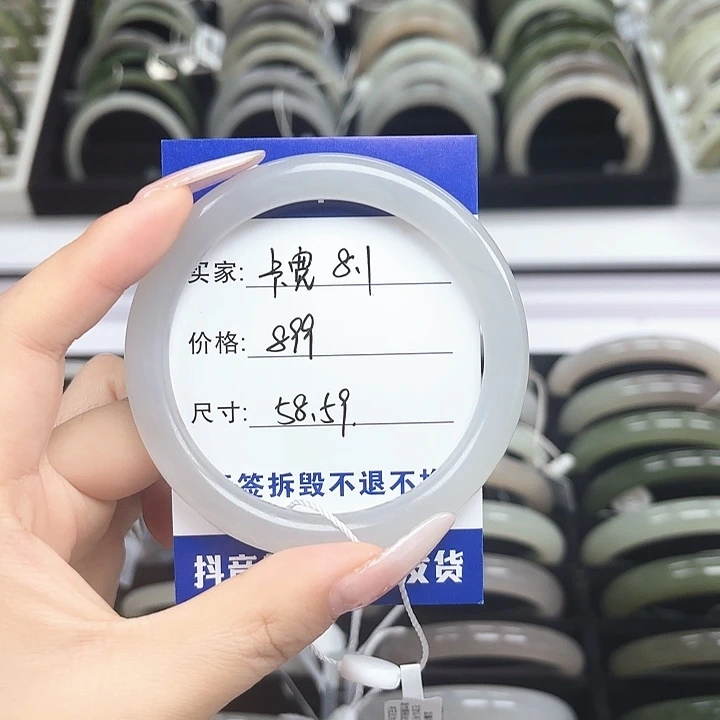 买家: 卡宽 8.1
价格: 899
尺寸: 58.59.
签拆毁不退不
抖音
货